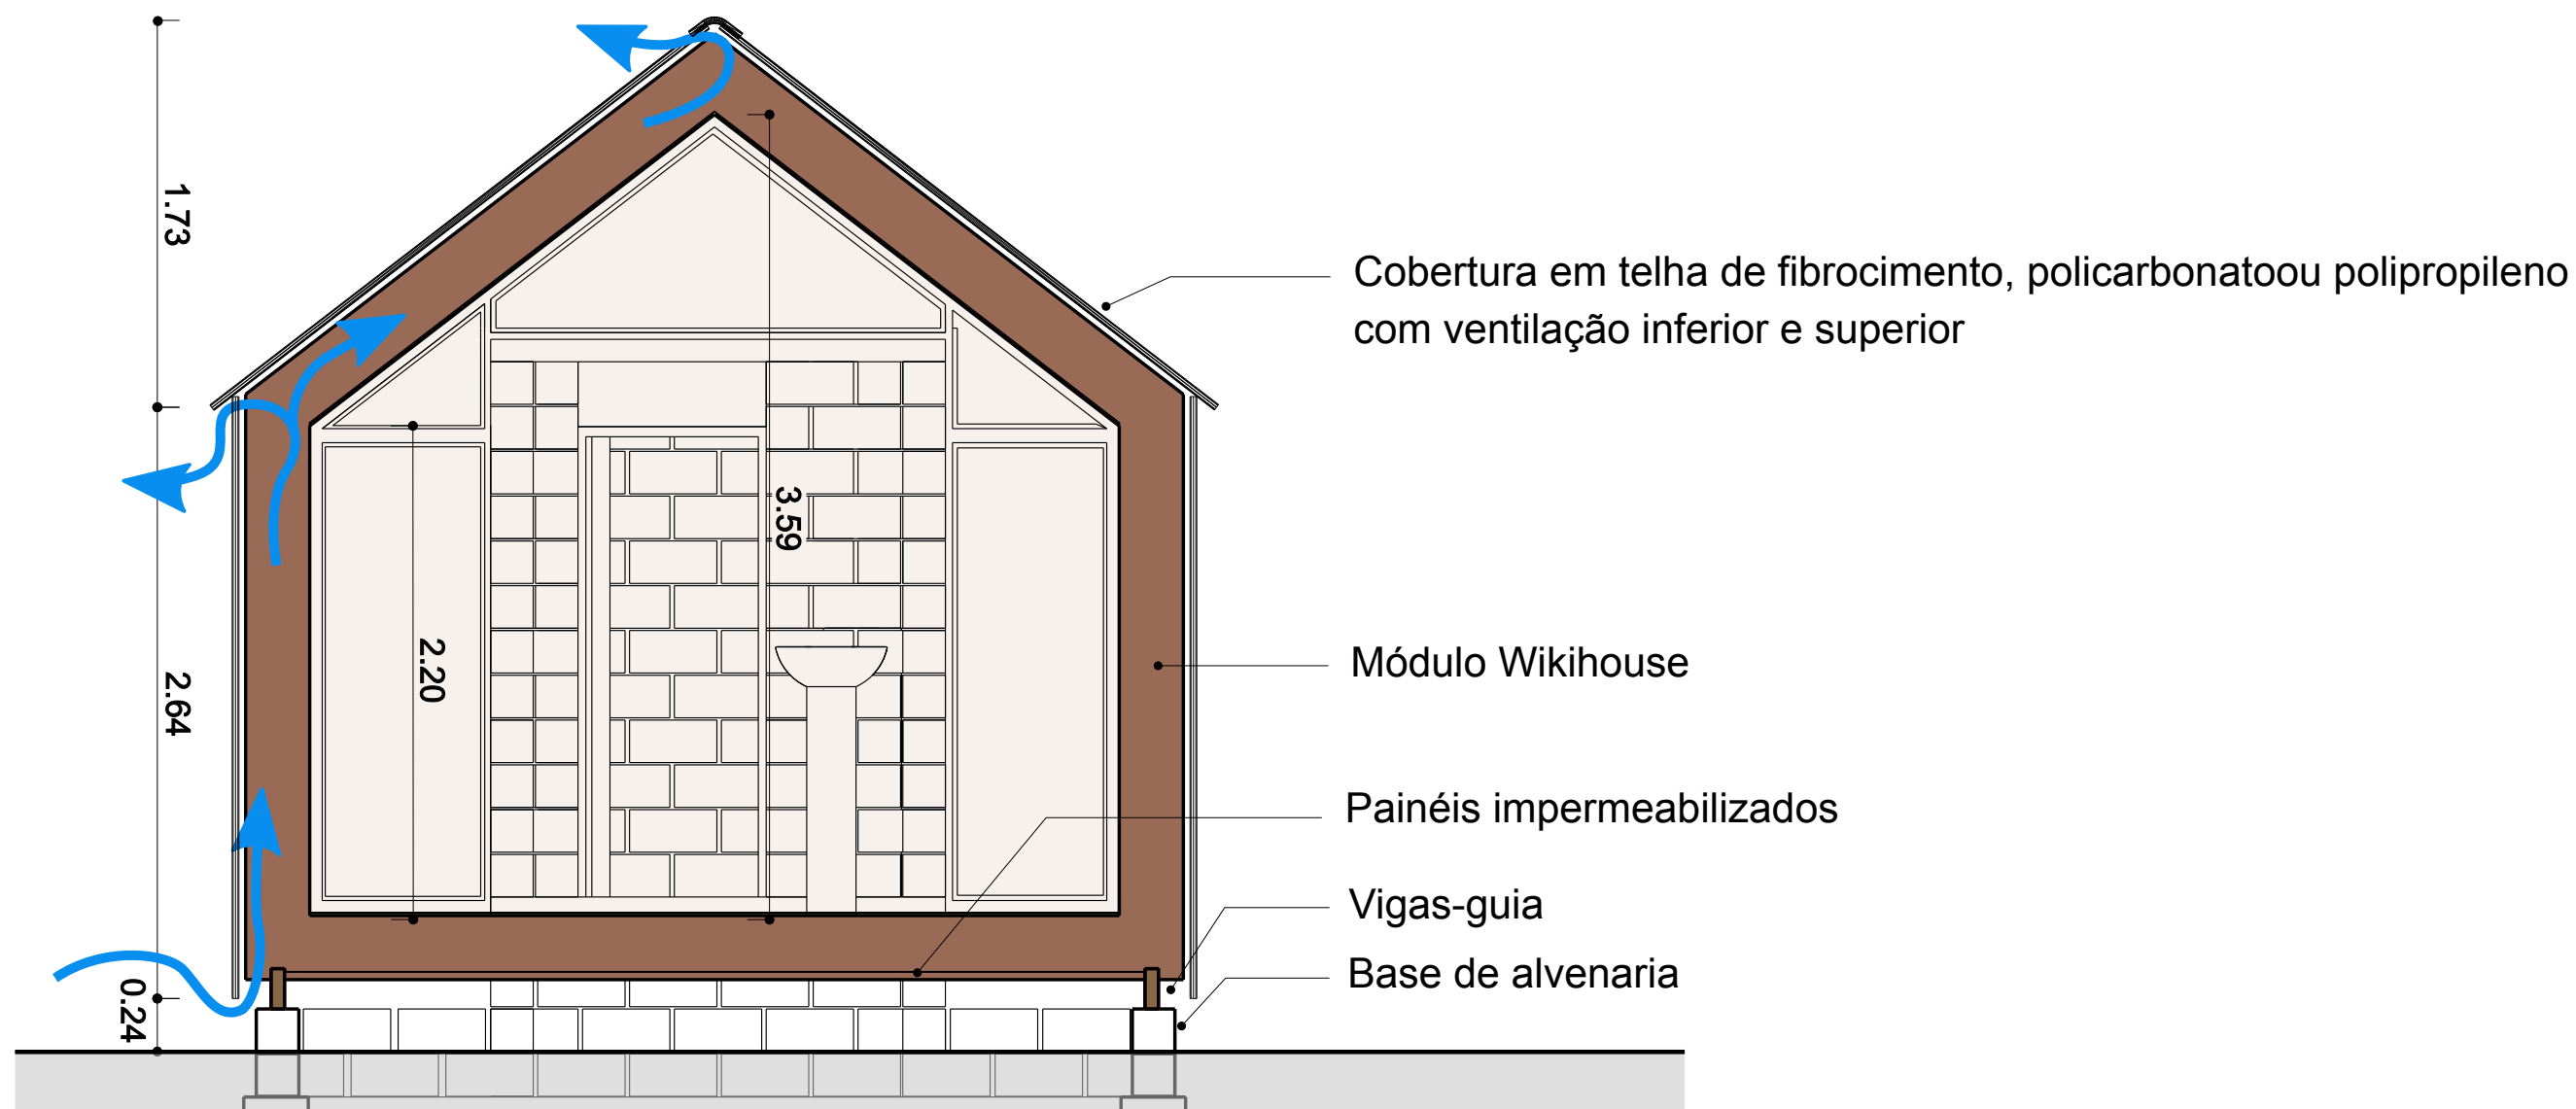 1.73
Cobertura em telha de fibrocimento, policarbonatoou polipropileno
com ventilação inferior e superior
3.59
2.20
2.64
Módulo Wikihouse
Painéis impermeabilizados
Vigas-guia
Base de alvenaria
0.24